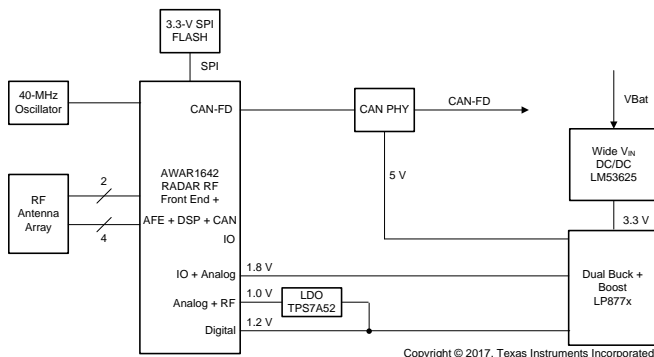 3.3-V SPI
FLASH
SPI
40-MHz
Oscillator
CAN-FD
CAN PHY
CAN-FD
VBat
Wide VIN
DC/DC
LM53625
RF
Antenna
Array
2
4
AWAR1642
RADAR RF
Front End +
AFE + DSP + CAN
IO
5 V
3.3 V
IO + Analog
1.8 V
Dual Buck +
Boost
LP877x
Analog + RF
1.0 V
LDO
TPS7A52
Digital
1.2 V
Copyright © 2017, Texas Instruments Incorporated